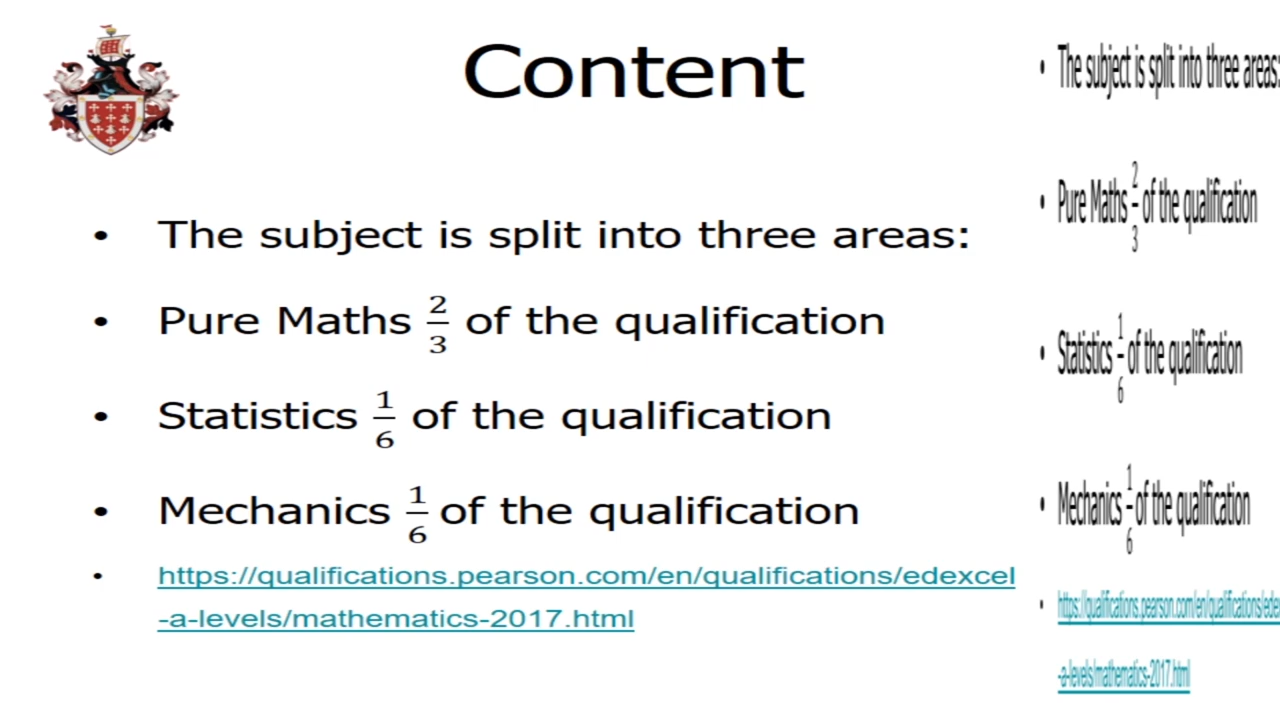 Content
• The subject is split into three areas:
• Pure Maths 2/3 of the qualification
• Statistics 1/6 of the qualification
• Mechanics 1/6 of the qualification
• https://qualifications.pearson.com/en/qualifications/edexcel
-a-levels/mathematics-2017.html
• The subject is split into three areas:
• Pure Maths 2/3 of the qualification
• Statistics 1/6 of the qualification
• Mechanics 1/6 of the qualification
• https://qualifications.pearson.com/en/qualifications/edex
-a-levels/mathematics-2017.html